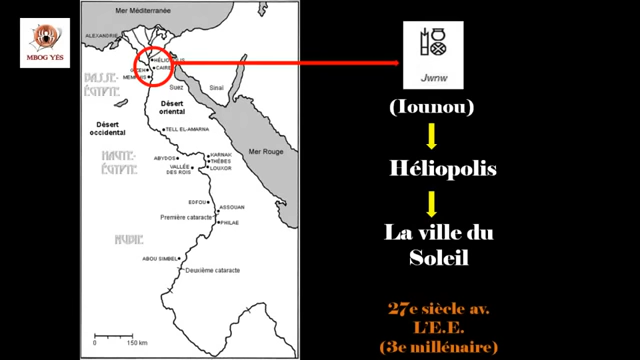 MBOG YÉS
Mer Méditerranée
ALEXANDRIE
HÉLIOPOLIS
GIZEH
CAIRE
MEMPHIS
BASSE-
ÉGYPTE
Suez
Sinaï
Désert
oriental
Désert
occidental
TELL EL-AMARNA
Mer Rouge
HAUTE-
ÉGYPTE
ABYDOS
KARNAK
THÈBES
VALLÉE
DES ROIS
LOUXOR
EDFOU
ASSOUAN
Première cataracte
PHILAE
NUBIE
ABOU SIMBEL
Deuxième cataracte
0
150 km
Jwnw
(Iounou)
Héliopolis
La ville du
Soleil
27e siècle av.
L'E.E.
(3e millénaire)